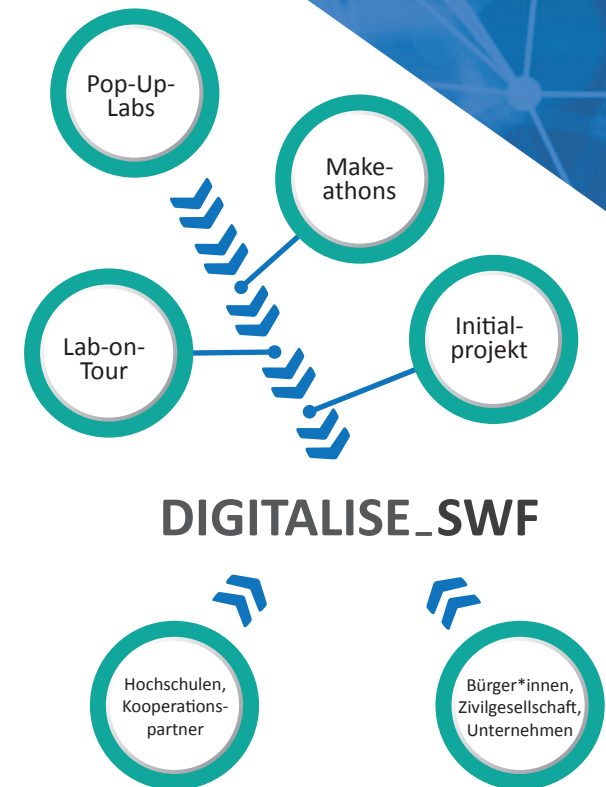 Pop-Up-
Labs
Make-
athons
Lab-on-
Tour
Initial-
projekt
DIGITALISE_SWF
Hochschulen,
Kooperations-
partner
Bürger*innen,
Zivilgesellschaft,
Unternehmen